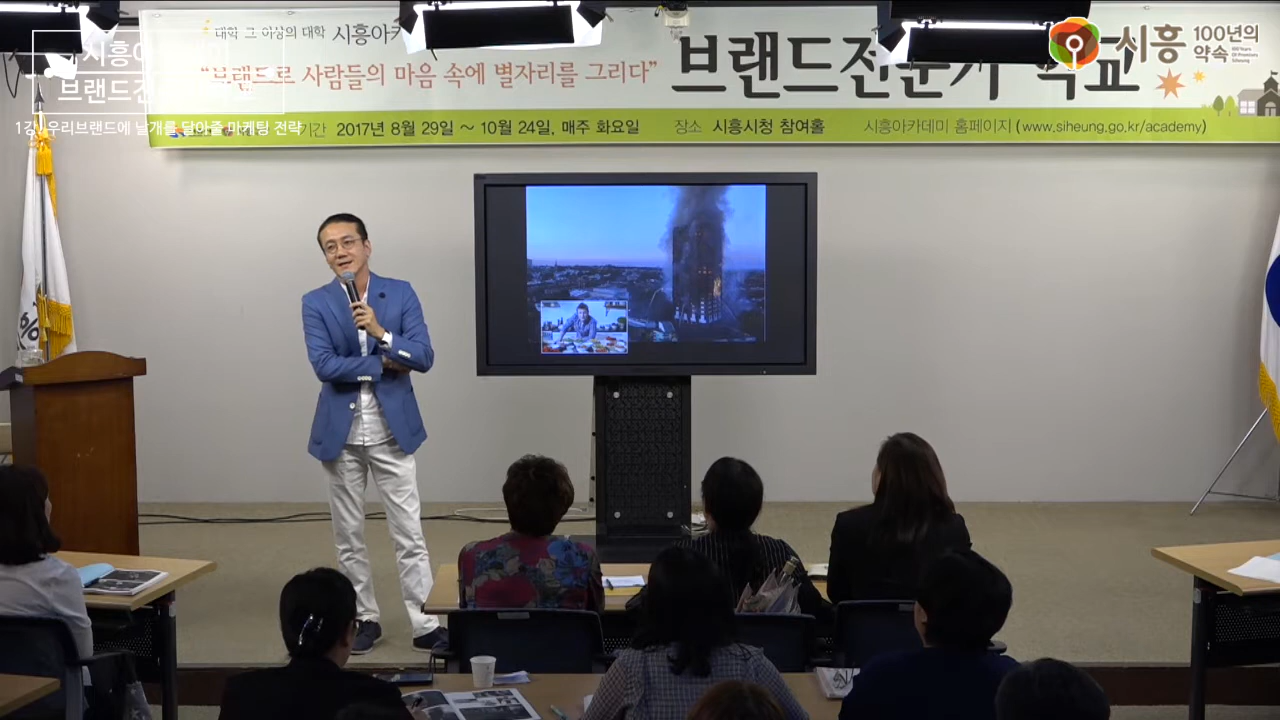 대학 그 이상의 대학 시흥아카
“브랜드로 사람들의 마음 속에 별자리를 그리다”
브랜드전문가 학교
기간 2017년 8월 29일 ~ 10월 24일, 매주 화요일 장소 시흥시청 참여홀 시흥아카데미 홈페이지 (www.siheung.go.kr/academy)
시흥아
브랜드전
1강 우리브랜드에 날개를 달아줄 마케팅 전략
시흥 100년의 약속